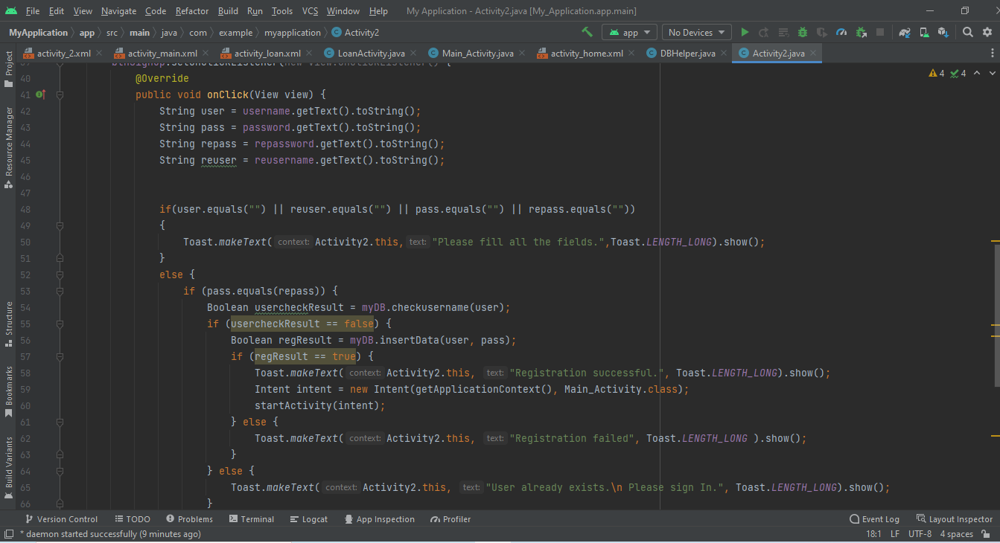 File Edit View Navigate Code Refactor Build Run Tools VCS Window Help My Application - Activity2.java [My_Application.app.main]
MyApplication app src main java com example myapplication Activity2 app No Devices
activity_2.xml activity_main.xml activity_loan.xml LoanActivity.java Main_Activity.java activity_home.xml DBHelper.java Activity2.java
Project
Resource Manager
Structure
Bookmarks
Build Variants
4 4
40 @Override
41 public void onClick(View view) {
42 String user = username.getText().toString();
43 String pass = password.getText().toString();
44 String repass = repassword.getText().toString();
45 String reuser = reusername.getText().toString();
46
47
48 if(user.equals("") || reuser.equals("") || pass.equals("") || repass.equals(""))
49 {
50 Toast.makeText( context: Activity2.this, text: "Please fill all the fields.",Toast.LENGTH_LONG).show();
51 }
52 else {
53 if (pass.equals(repass)) {
54 Boolean usercheckResult = myDB.checkusername(user);
55 if (usercheckResult == false) {
56 Boolean regResult = myDB.insertData(user, pass);
57 if (regResult == true) {
58 Toast.makeText( context: Activity2.this, text: "Registration successful.", Toast.LENGTH_LONG).show();
59 Intent intent = new Intent(getApplicationContext(), Main_Activity.class);
60 startActivity(intent);
61 } else {
62 Toast.makeText( context: Activity2.this, text: "Registration failed", Toast.LENGTH_LONG ).show();
63 }
64 } else {
65 Toast.makeText( context: Activity2.this, text: "User already exists.\n Please sign In.", Toast.LENGTH_LONG).show();
66 }
Version Control TODO Problems Terminal Logcat App Inspection Profiler Event Log Layout Inspector
* daemon started successfully (9 minutes ago) 18:1 LF UTF-8 4 spaces